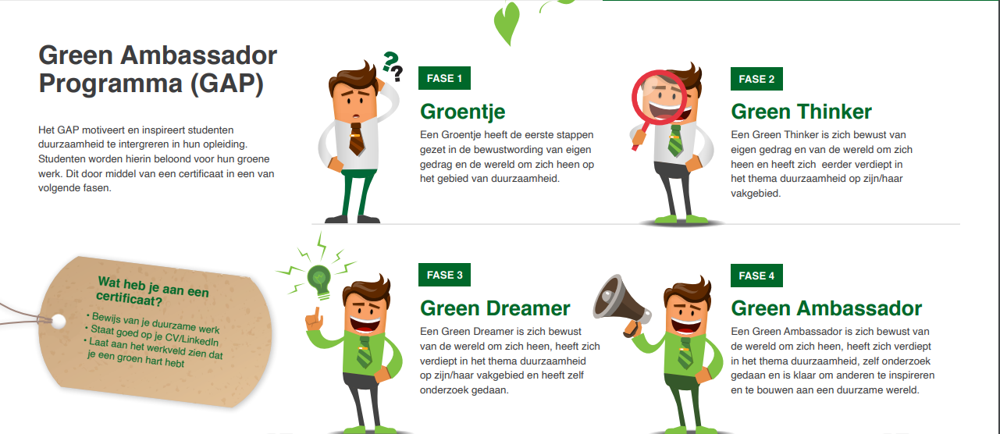 Green Ambassador
Programma (GAP)
Het GAP motiveert en inspireert studenten
duurzaamheid te intergreren in hun opleiding.
Studenten worden hierin beloond voor hun groene
werk. Dit door middel van een certificaat in een van
volgende fasen.
? ?
FASE 1
Groentje
Een Groentje heeft de eerste stappen
gezet in de bewustwording van eigen
gedrag en de wereld om zich heen op
het gebied van duurzaamheid.
FASE 2
Green Thinker
Een Green Thinker is zich bewust van
eigen gedrag en van de wereld om zich
heen en heeft zich  eerder verdiept in
het thema duurzaamheid op zijn/haar
vakgebied.
Wat heb je aan een
certificaat?
• Bewijs van je duurzame werk
• Staat goed op je CV/LinkedIn
• Laat aan het werkveld zien dat
je een groen hart hebt
FASE 3
Green Dreamer
Een Green Dreamer is zich bewust
van de wereld om zich heen, heeft zich
verdiept in het thema duurzaamheid
op zijn/haar vakgebied en heeft zelf
onderzoek gedaan.
FASE 4
Green Ambassador
Een Green Ambassador is zich bewust van
de wereld om zich heen, heeft zich verdiept
in het thema duurzaamheid, zelf onderzoek
gedaan en is klaar om anderen te inspireren
en te bouwen aan een duurzame wereld.